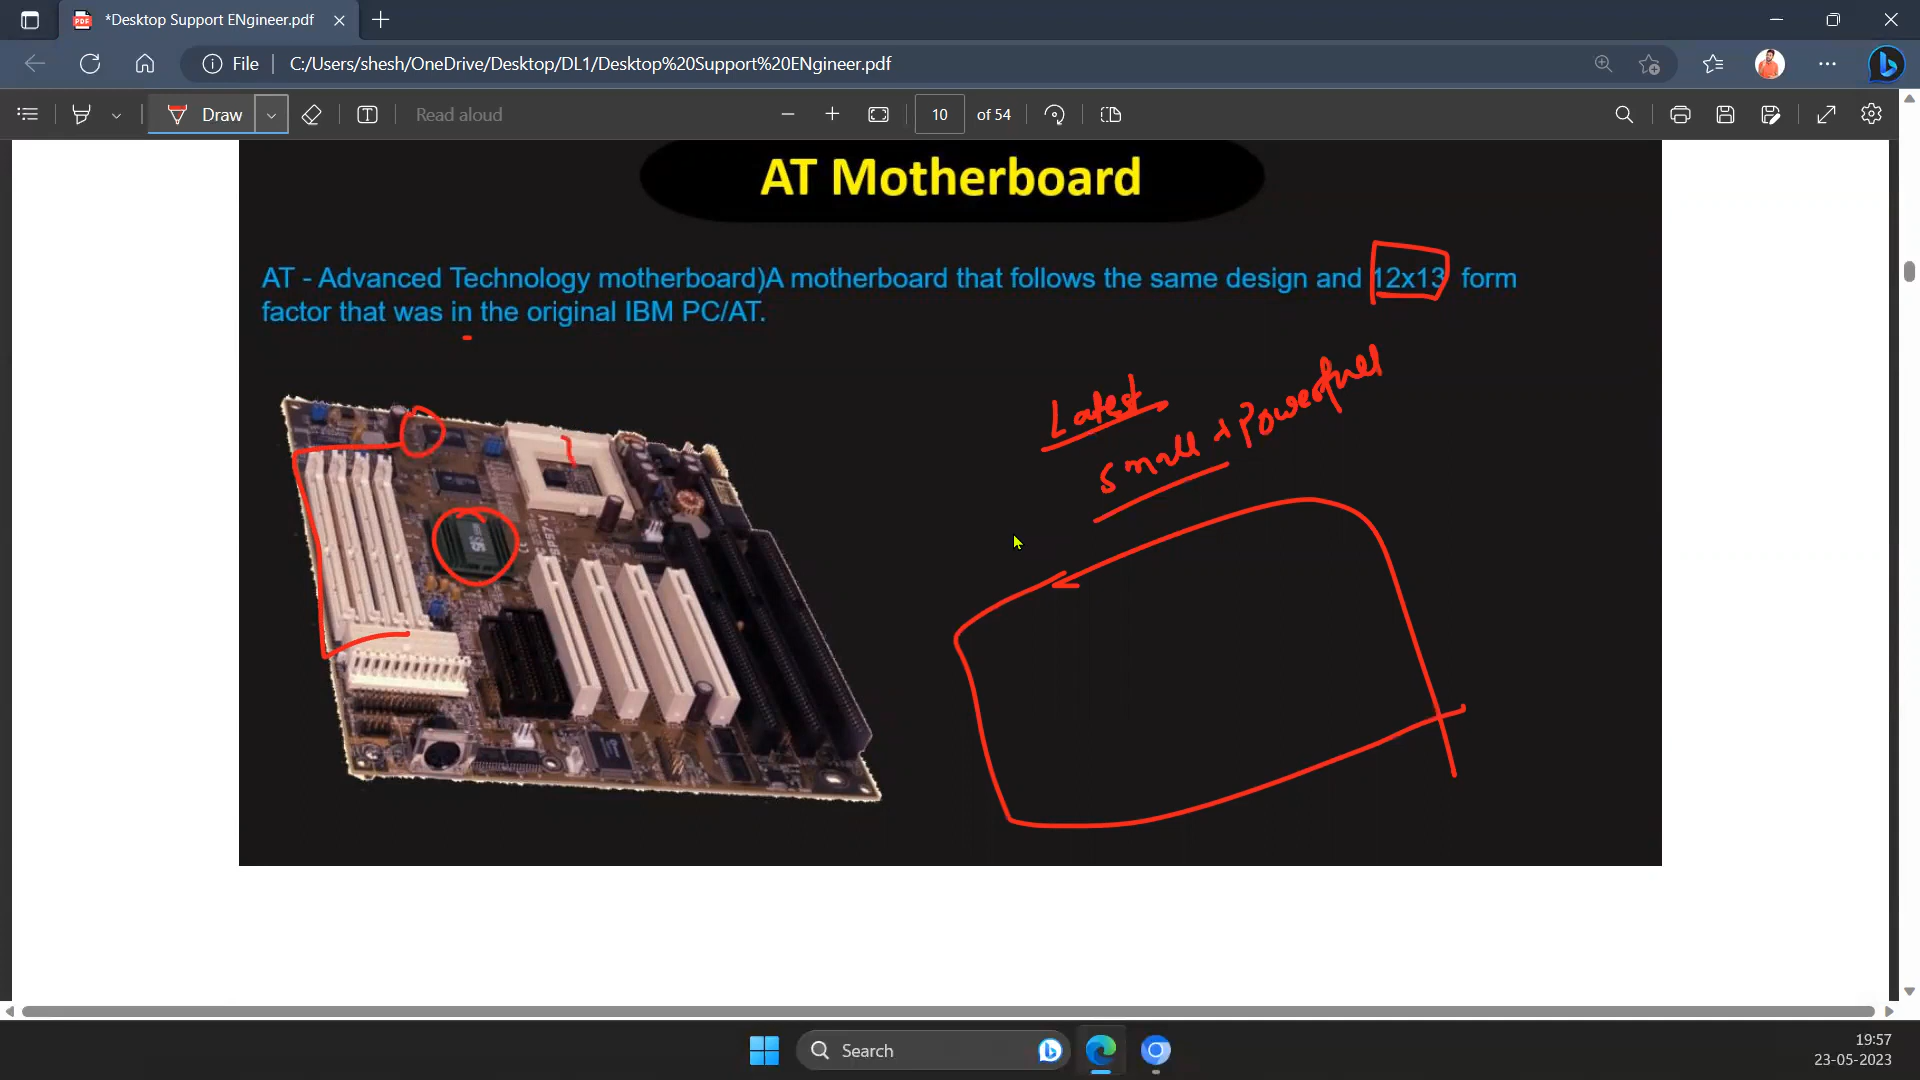 *Desktop Support ENgineer.pdf
File
C:/Users/shesh/OneDrive/Desktop/DL1/Desktop%20Support%20ENgineer.pdf
Draw
Read aloud
10
of 54
AT Motherboard
AT - Advanced Technology motherboard)A motherboard that follows the same design and 12x13 form
factor that was in the original IBM PC/AT.
Latest
Small & Powerfuel
Search
19:57
23-05-2023